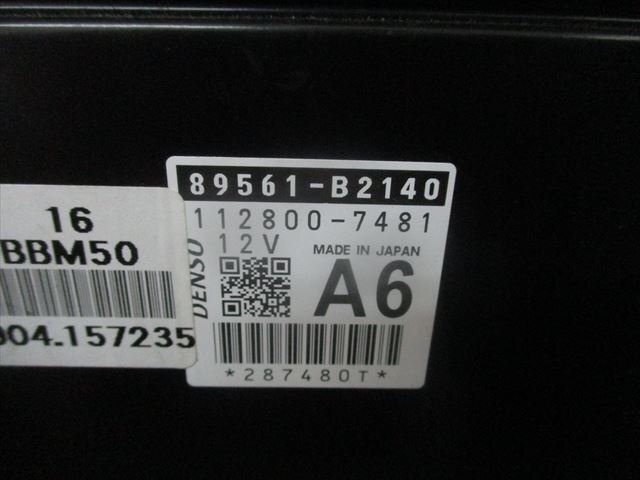 16
BBM50
004.157235
89561-B2140
112800-7481
12V
MADE IN JAPAN
DENSO
A6
*287480T*